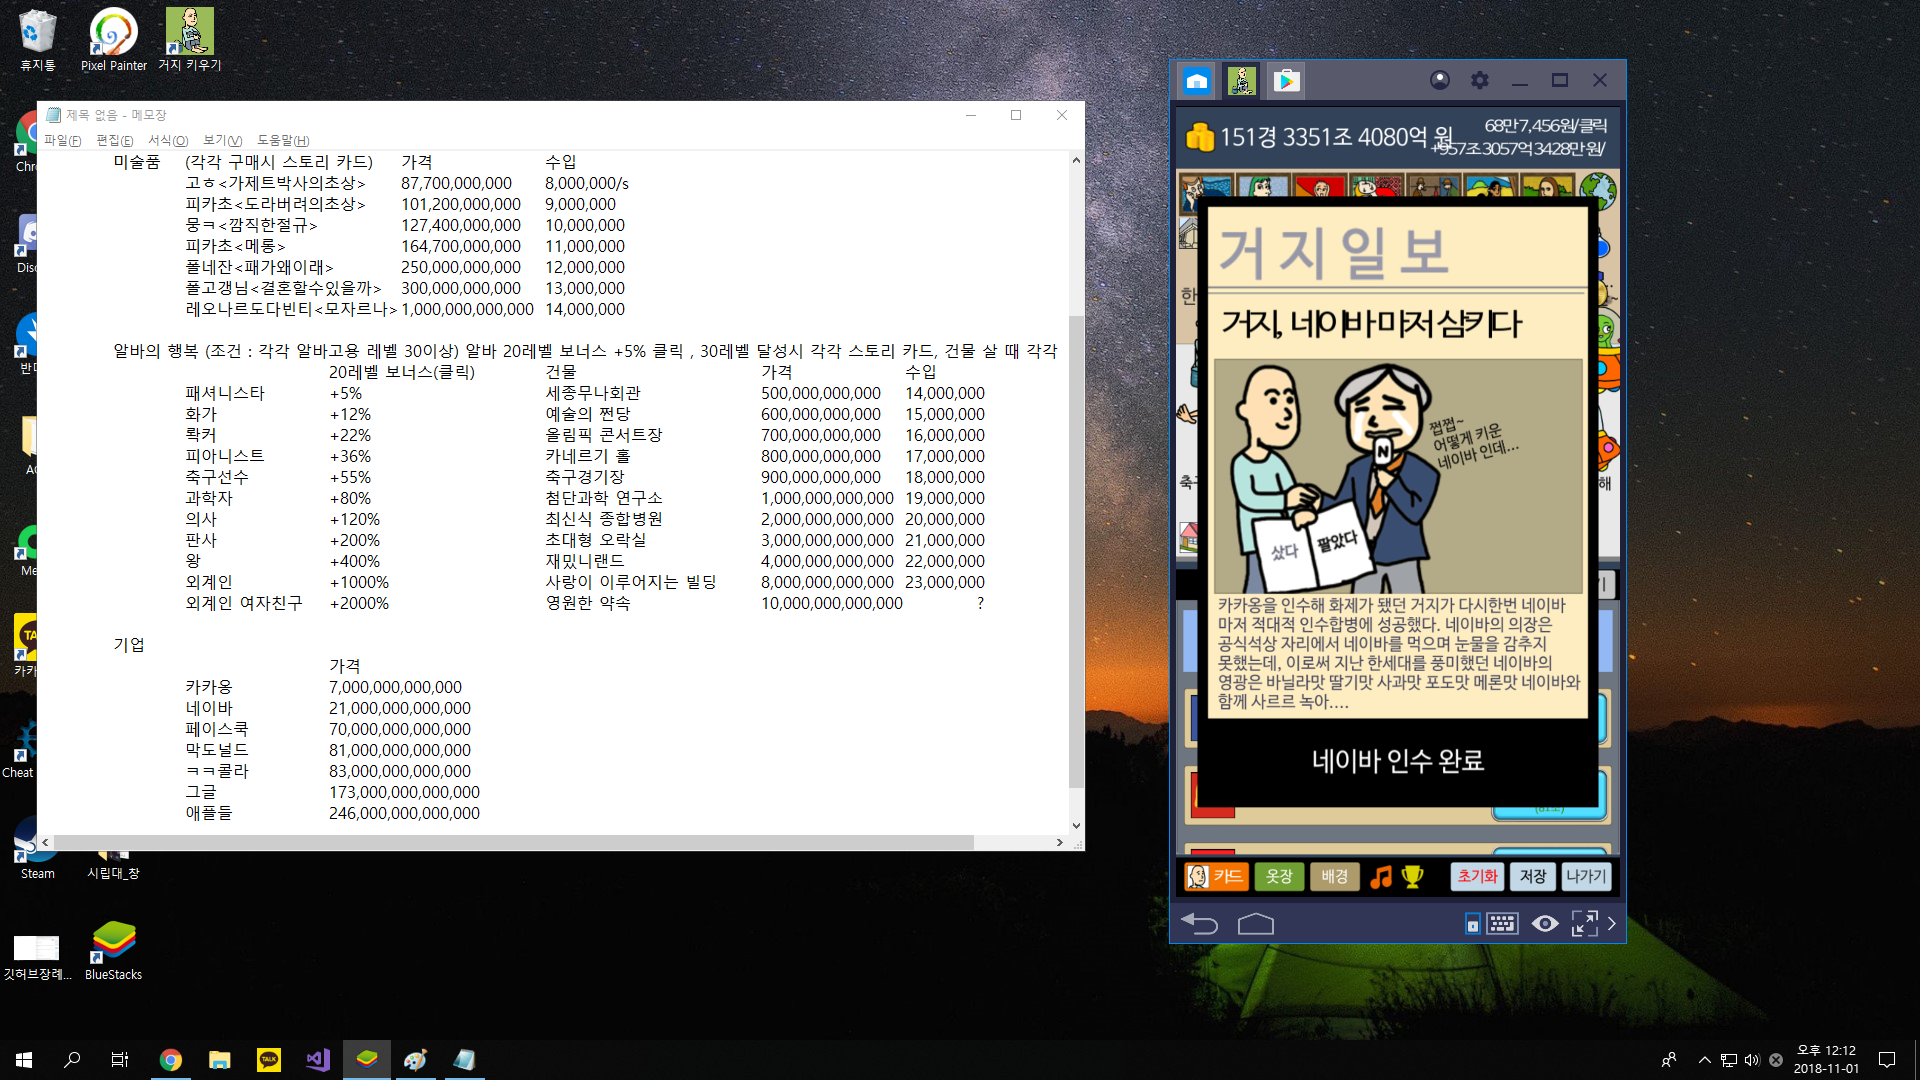 휴지통
Pixel Painter
거지 키우기
제목 없음 - 메모장
파일(F) 편집(E) 서식(O) 보기(V) 도움말(H)
미술품 (각각 구매시 스토리 카드) 가격 수입
고ㅎ<가제트박사의초상> 87,700,000,000 8,000,000/s
피카초<도라버려의초상> 101,200,000,000 9,000,000
뭉ㅋ<깜직한절규> 127,400,000,000 10,000,000
피카초<메롱> 164,700,000,000 11,000,000
폴네잔<패가왜이래> 250,000,000,000 12,000,000
폴고갱님<결혼할수있을까> 300,000,000,000 13,000,000
레오나르도다빈티<모자르나> 1,000,000,000,000 14,000,000
알바의 행복 (조건 : 각각 알바고용 레벨 30이상) 알바 20레벨 보너스 +5% 클릭 , 30레벨 달성시 각각 스토리 카드, 건물 살 때 각각
20레벨 보너스(클릭) 건물 가격 수입
패셔니스타 +5% 세종무나회관 500,000,000,000 14,000,000
화가 +12% 예술의 쩐당 600,000,000,000 15,000,000
롹커 +22% 올림픽 콘서트장 700,000,000,000 16,000,000
피아니스트 +36% 카네르기 홀 800,000,000,000 17,000,000
축구선수 +55% 축구경기장 900,000,000,000 18,000,000
과학자 +80% 첨단과학 연구소 1,000,000,000,000 19,000,000
의사 +120% 최신식 종합병원 2,000,000,000,000 20,000,000
판사 +200% 초대형 오락실 3,000,000,000,000 21,000,000
왕 +400% 재밌니랜드 4,000,000,000,000 22,000,000
외계인 +1000% 사랑이 이루어지는 빌딩 8,000,000,000,000 23,000,000
외계인 여자친구 +2000% 영원한 약속 10,000,000,000,000 ?
기업
가격
카카옹 7,000,000,000,000
네이바 21,000,000,000,000
페이스쿡 70,000,000,000,000
막도널드 81,000,000,000,000
ㅋㅋ콜라 83,000,000,000,000
그글 173,000,000,000,000
애플들 246,000,000,000,000
Chr
Disc
반디
AC
Me
카카
Cheat
Steam
시립대_창
깃허브장례...
BlueStacks
151경 3351조 4080억 원
68만7,456원/클릭
+957조3057억3428만원/
거지일보
거지, 네이바마저 삼키다
쩝쩝~
어떻게 키운
네이바 인데...
N
샀다 팔았다
카카옹을 인수해 화제가 됐던 거지가 다시한번 네이바
마저 적대적 인수합병에 성공했다. 네이바의 의장은
공식석상 자리에서 네이바를 먹으며 눈물을 감추지
못했는데, 이로써 지난 한세대를 풍미했던 네이바의
영광은 바닐라맛 딸기맛 사과맛 포도맛 메론맛 네이바와
함께 사르르 녹아....
네이바 인수 완료
카드 옷장 배경 초기화 저장 나가기
TALK
오후 12:12
2018-11-01